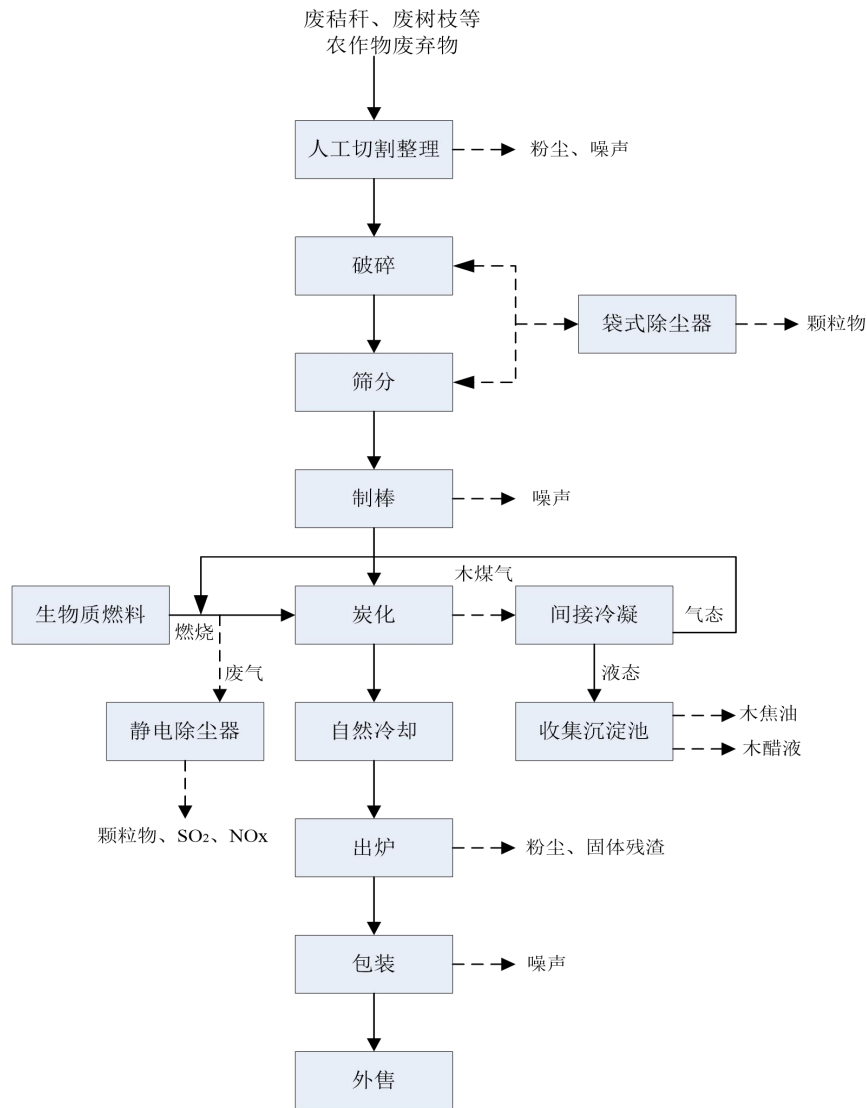 废秸秆、废树枝等
农作物废弃物
人工切割整理
粉尘、噪声
破碎
袋式除尘器
颗粒物
筛分
制棒
噪声
木煤气
生物质燃料
燃烧
炭化
间接冷凝
气态
废气
液态
静电除尘器
自然冷却
收集沉淀池
木焦油
木醋液
颗粒物、SO₂、NOx
出炉
粉尘、固体残渣
包装
噪声
外售